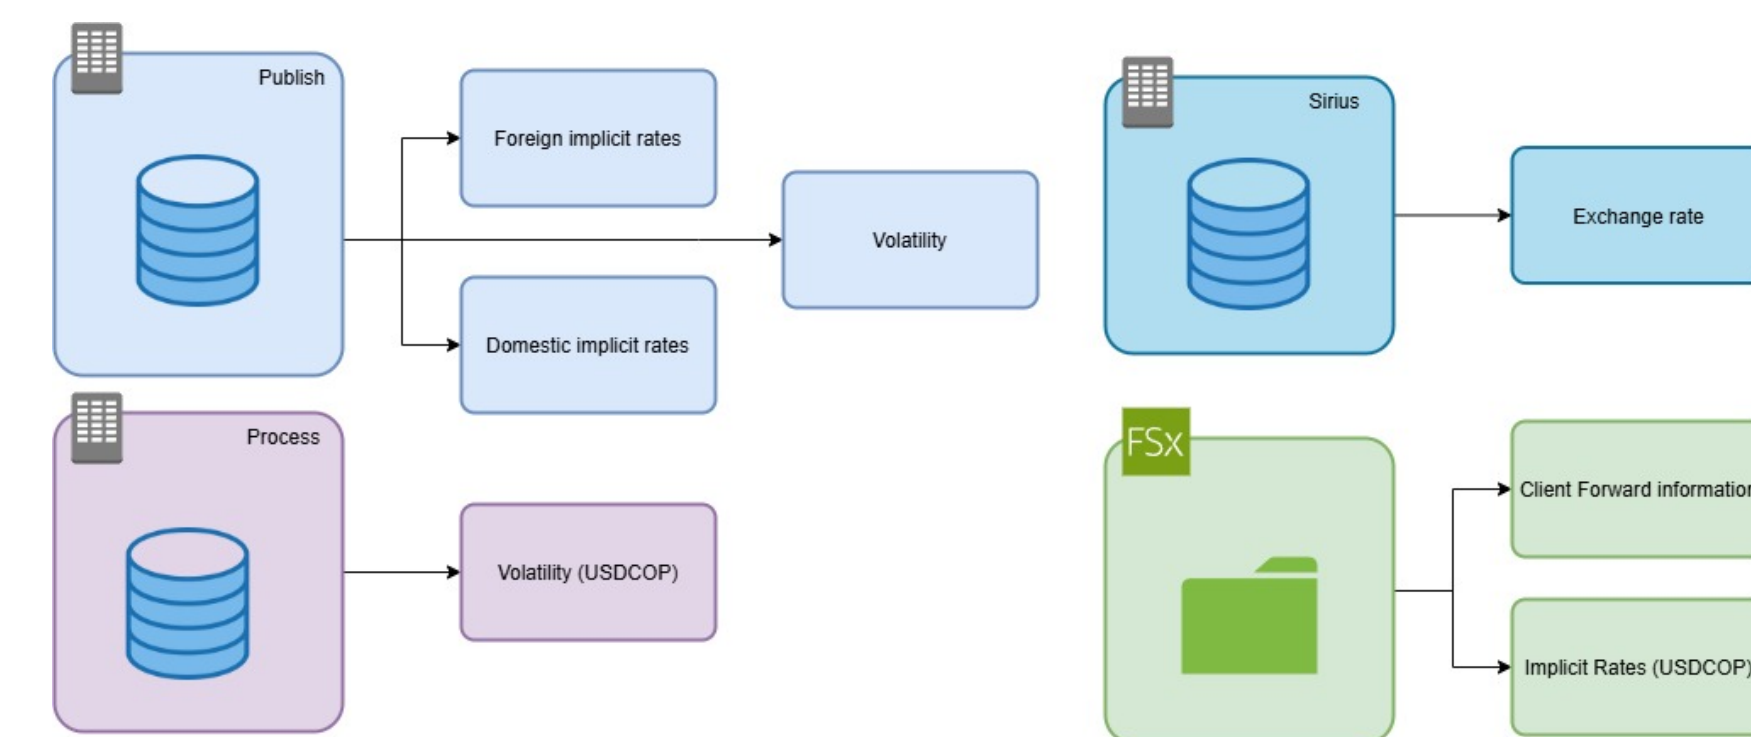 Publish
Foreign implicit rates
Volatility
Domestic implicit rates
Process
Volatility (USDCOP)
Sirius
Exchange rate
FSx
Client Forward information
Implicit Rates (USDCOP)